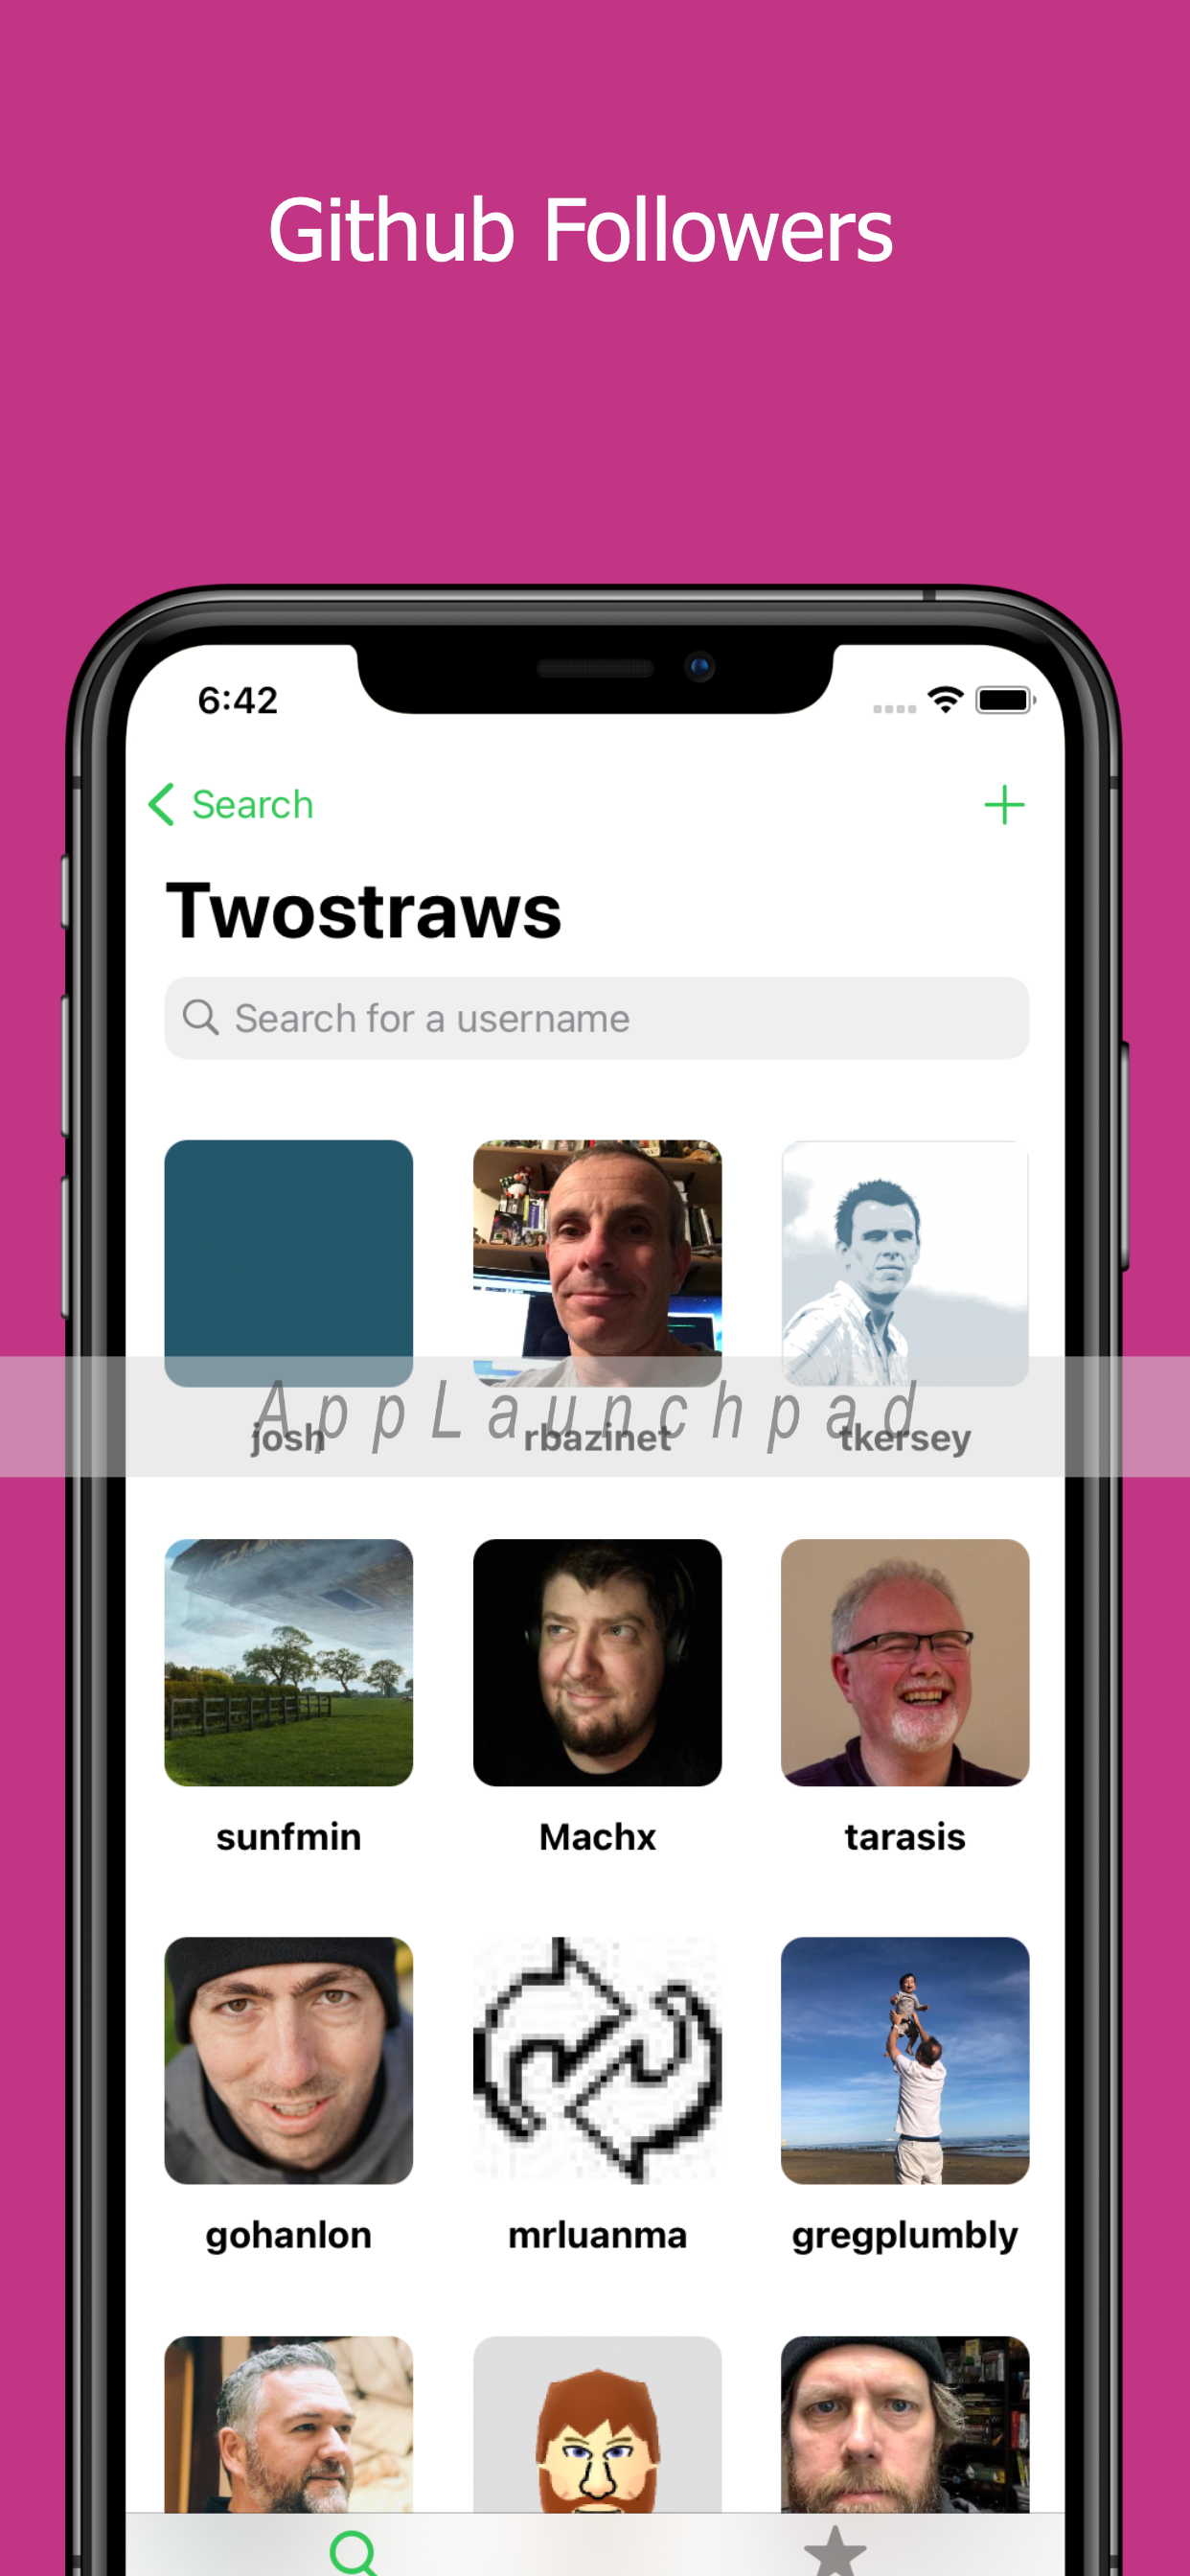 Github Followers
6:42
Search
Twostraws
Search for a username
AppLaunchpad
josh rbazinet tkersey
sunfmin Machx tarasis
gohanlon mrluanma gregplumbly